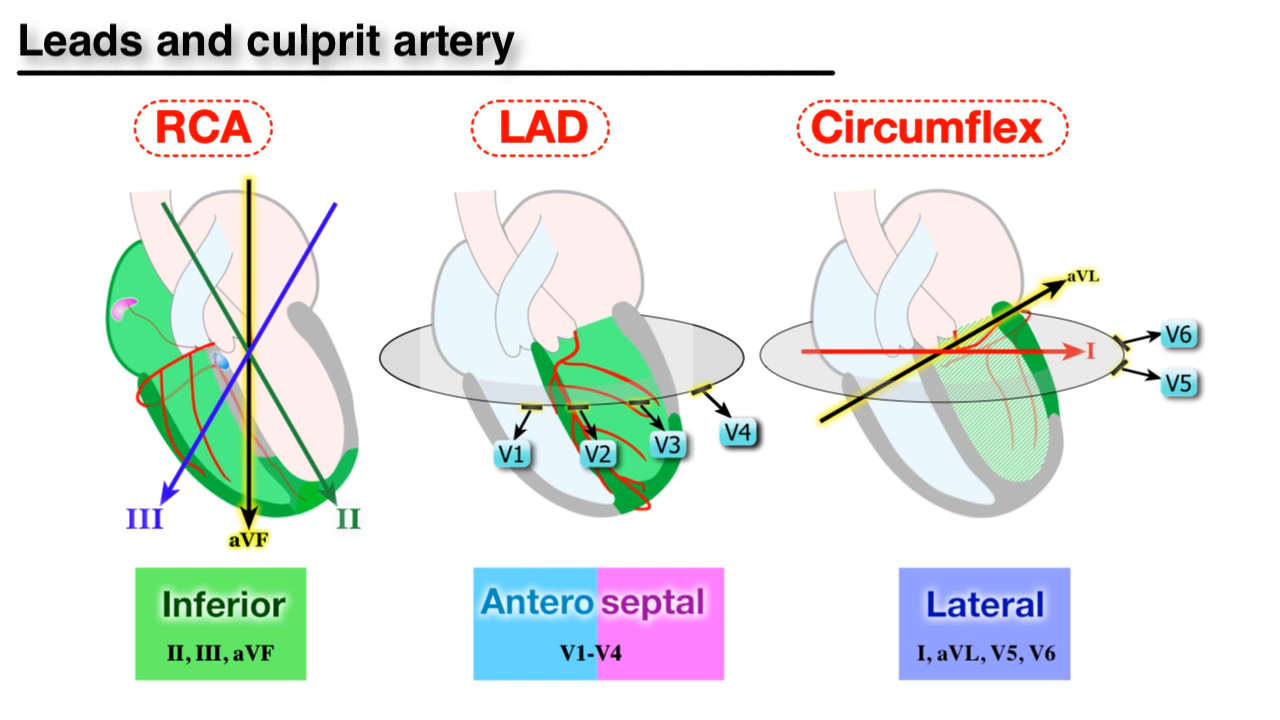 Leads and culprit artery
RCA
III
aVF
II
Inferior
II, III, aVF
LAD
V1
V2
V3
V4
Antero septal
V1-V4
Circumflex
aVL
I
V6
V5
Lateral
I, aVL, V5, V6